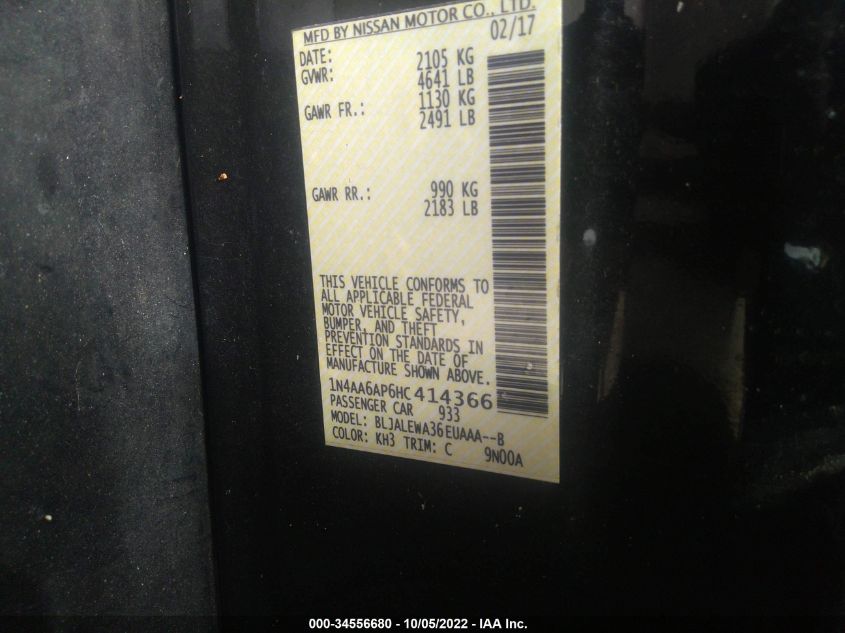 MFD BY NISSAN MOTOR CO., LTD.
DATE: 02/17
GVWR: 2105 KG
4641 LB
GAWR FR.: 1130 KG
2491 LB
GAWR RR.: 990 KG
2183 LB
THIS VEHICLE CONFORMS TO
ALL APPLICABLE FEDERAL
MOTOR VEHICLE SAFETY,
BUMPER, AND THEFT
PREVENTION STANDARDS IN
EFFECT ON THE DATE OF
MANUFACTURE SHOWN ABOVE.
1N4AA6AP6HC414366
PASSENGER CAR 933
MODEL: BLJALEWA36EUAAA--B
COLOR: KH3 TRIM: C 9N00A
000-34556680 - 10/05/2022 - IAA Inc.